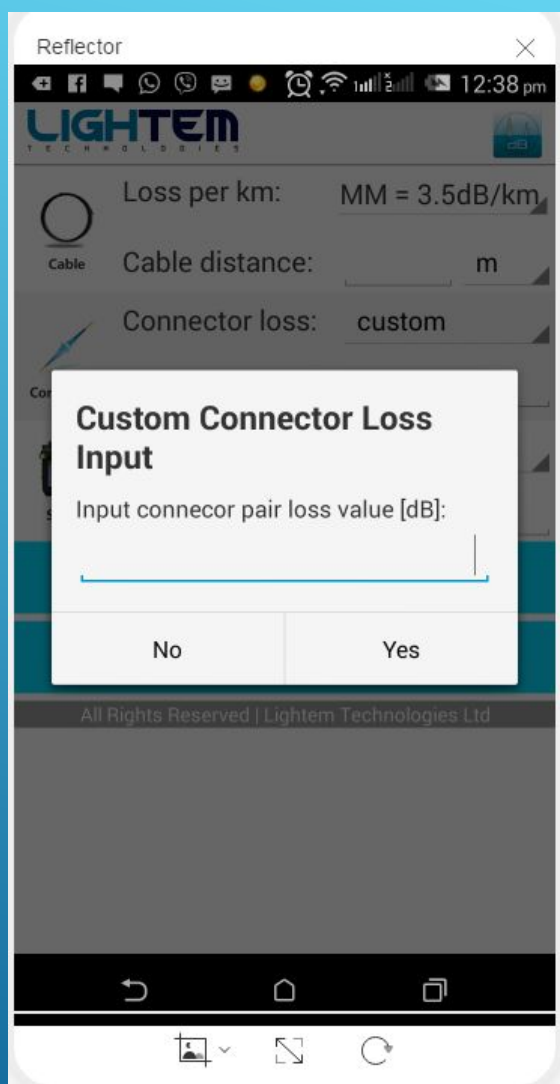 Reflector
12:38 pm
LIGHTEM
TECHNOLOGIES
dB
Loss per km: MM = 3.5dB/km
Cable
Cable distance: m
Connector loss: custom
Custom Connector Loss
Input
Input connecor pair loss value [dB]:
No Yes
All Rights Reserved | Lightem Technologies Ltd